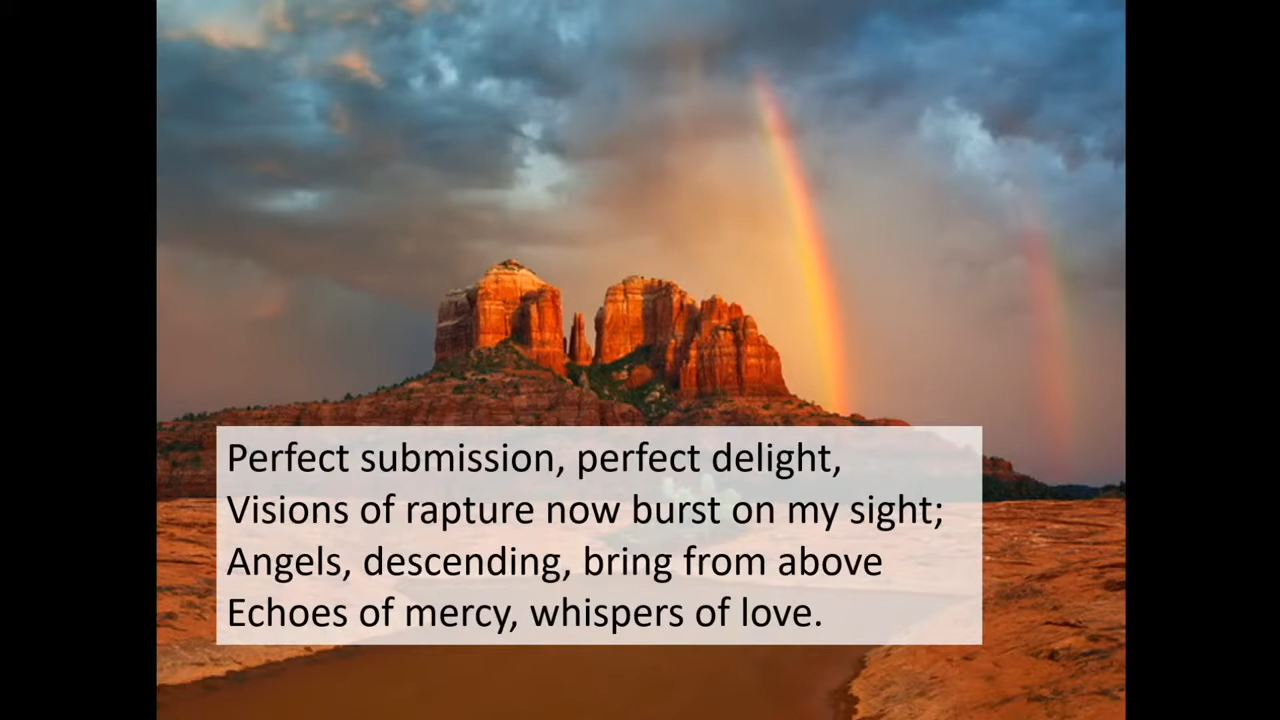 Perfect submission, perfect delight,
Visions of rapture now burst on my sight;
Angels, descending, bring from above
Echoes of mercy, whispers of love.